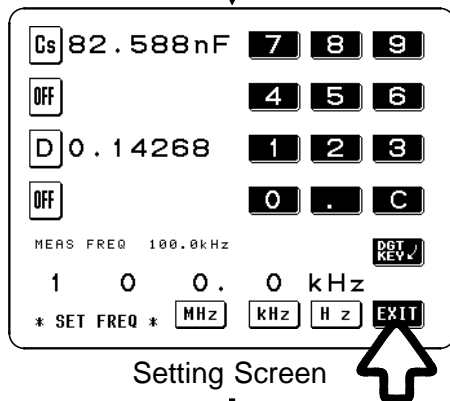 Cs 82.588nF 7 8 9
OFF 4 5 6
D 0.14268 1 2 3
OFF 0 . C
MEAS FREQ 100.0kHz DGT KEY
1 0 0. 0 kHz
* SET FREQ * MHz kHz H z EXIT
Setting Screen